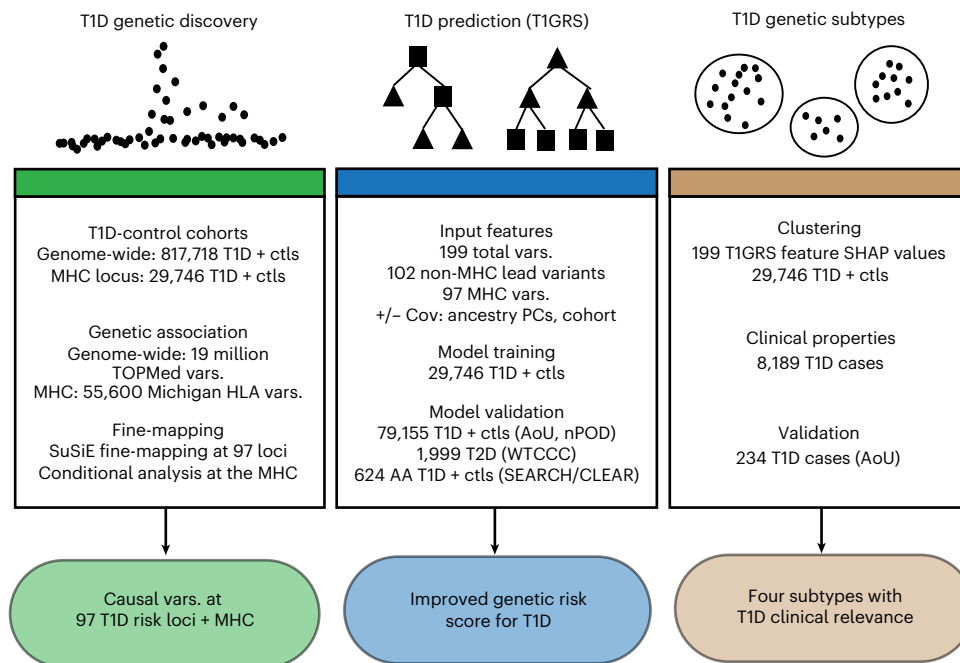 T1D genetic discovery
T1D-control cohorts
Genome-wide: 817,718 T1D + ctls
MHC locus: 29,746 T1D + ctls
Genetic association
Genome-wide: 19 million
TOPMed vars.
MHC: 55,600 Michigan HLA vars.
Fine-mapping
SuSiE fine-mapping at 97 loci
Conditional analysis at the MHC
Causal vars. at
97 T1D risk loci + MHC
T1D prediction (T1GRS)
Input features
199 total vars.
102 non-MHC lead variants
97 MHC vars.
+/– Cov: ancestry PCs, cohort
Model training
29,746 T1D + ctls
Model validation
79,155 T1D + ctls (AoU, nPOD)
1,999 T2D (WTCCC)
624 AA T1D + ctls (SEARCH/CLEAR)
Improved genetic risk
score for T1D
T1D genetic subtypes
Clustering
199 T1GRS feature SHAP values
29,746 T1D + ctls
Clinical properties
8,189 T1D cases
Validation
234 T1D cases (AoU)
Four subtypes with
T1D clinical relevance